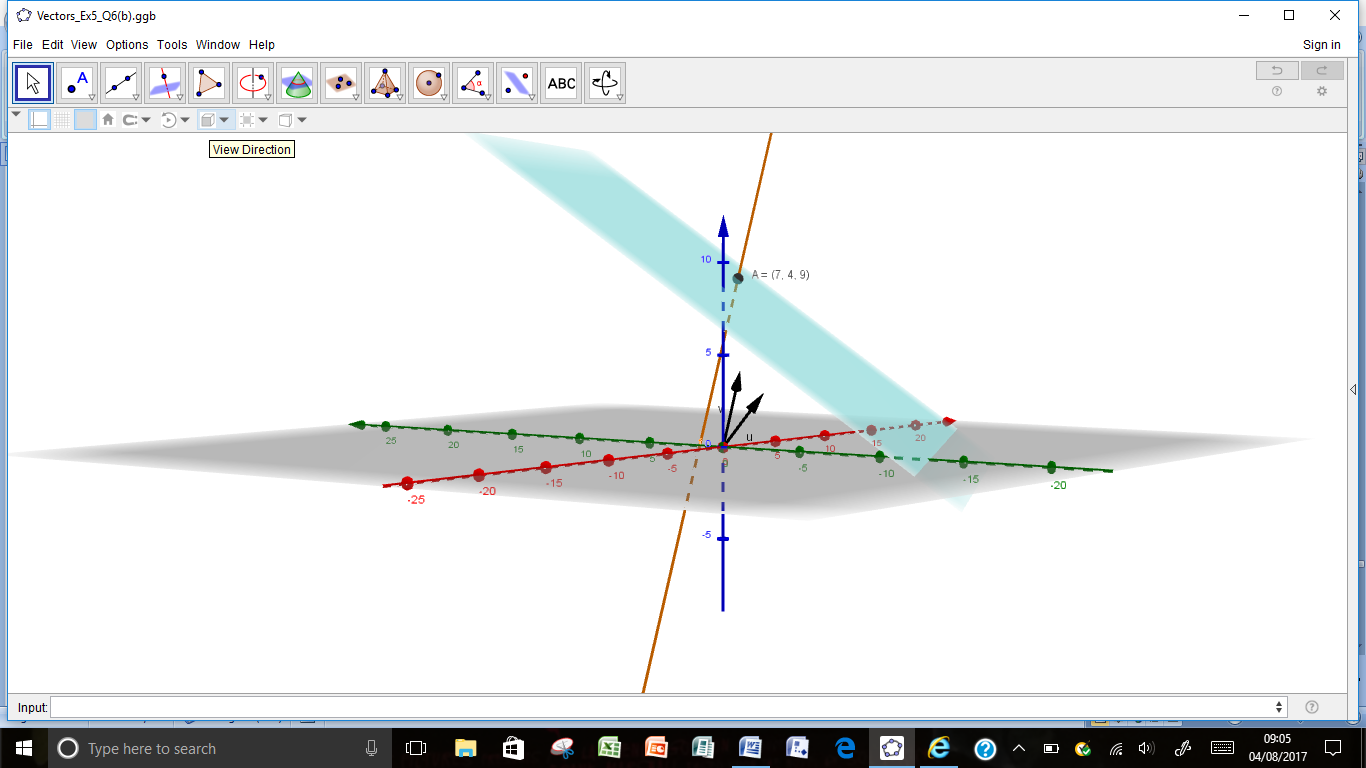 Vectors_Ex5_Q6(b).ggb
File Edit View Options Tools Window Help
Sign in
A
ABC
View Direction
10
A = (7, 4, 9)
5
v
u
0
0
25
20
15
10
5
-5
-10
-15
-20
-25
-20
-15
-10
-5
5
10
15
20
-5
Input:
Type here to search
09:05
04/08/2017